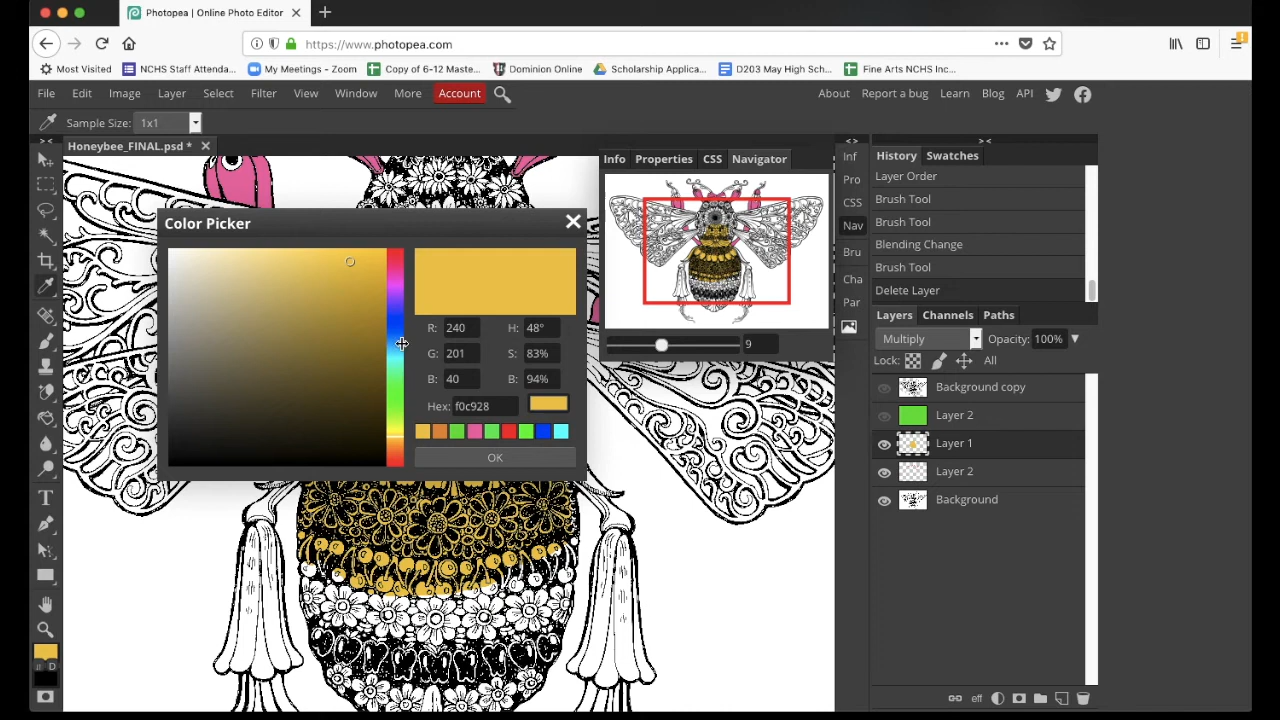 Photopea | Online Photo Editor
https://www.photopea.com
Most Visited NCHS Staff Attenda... My Meetings - Zoom Copy of 6-12 Maste... Dominion Online Scholarship Applica... D203 May High Sch... Fine Arts NCHS Inc...
File Edit Image Layer Select Filter View Window More Account About Report a bug Learn Blog API
Sample Size: 1x1
Honeybee_FINAL.psd *
Info Properties CSS Navigator
9
Color Picker
R: 240 H: 48°
G: 201 S: 83%
B: 40 B: 94%
Hex: f0c928
OK
Inf
Pro
CSS
Nav
Bru
Cha
Par
History Swatches
Layer Order
Brush Tool
Brush Tool
Blending Change
Brush Tool
Delete Layer
Layers Channels Paths
Multiply Opacity: 100%
Lock: All
Background copy
Layer 2
Layer 1
Layer 2
Background
T
D
eff